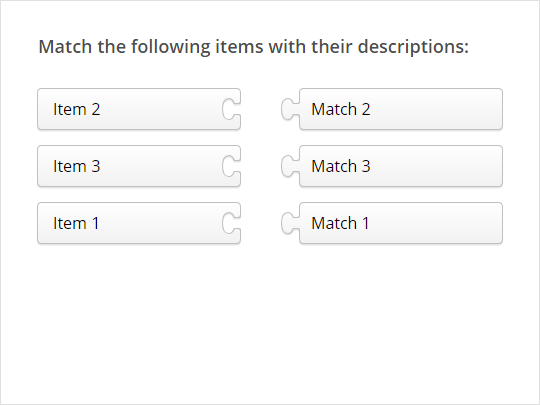 Match the following items with their descriptions:
Item 2
Match 2
Item 3
Match 3
Item 1
Match 1